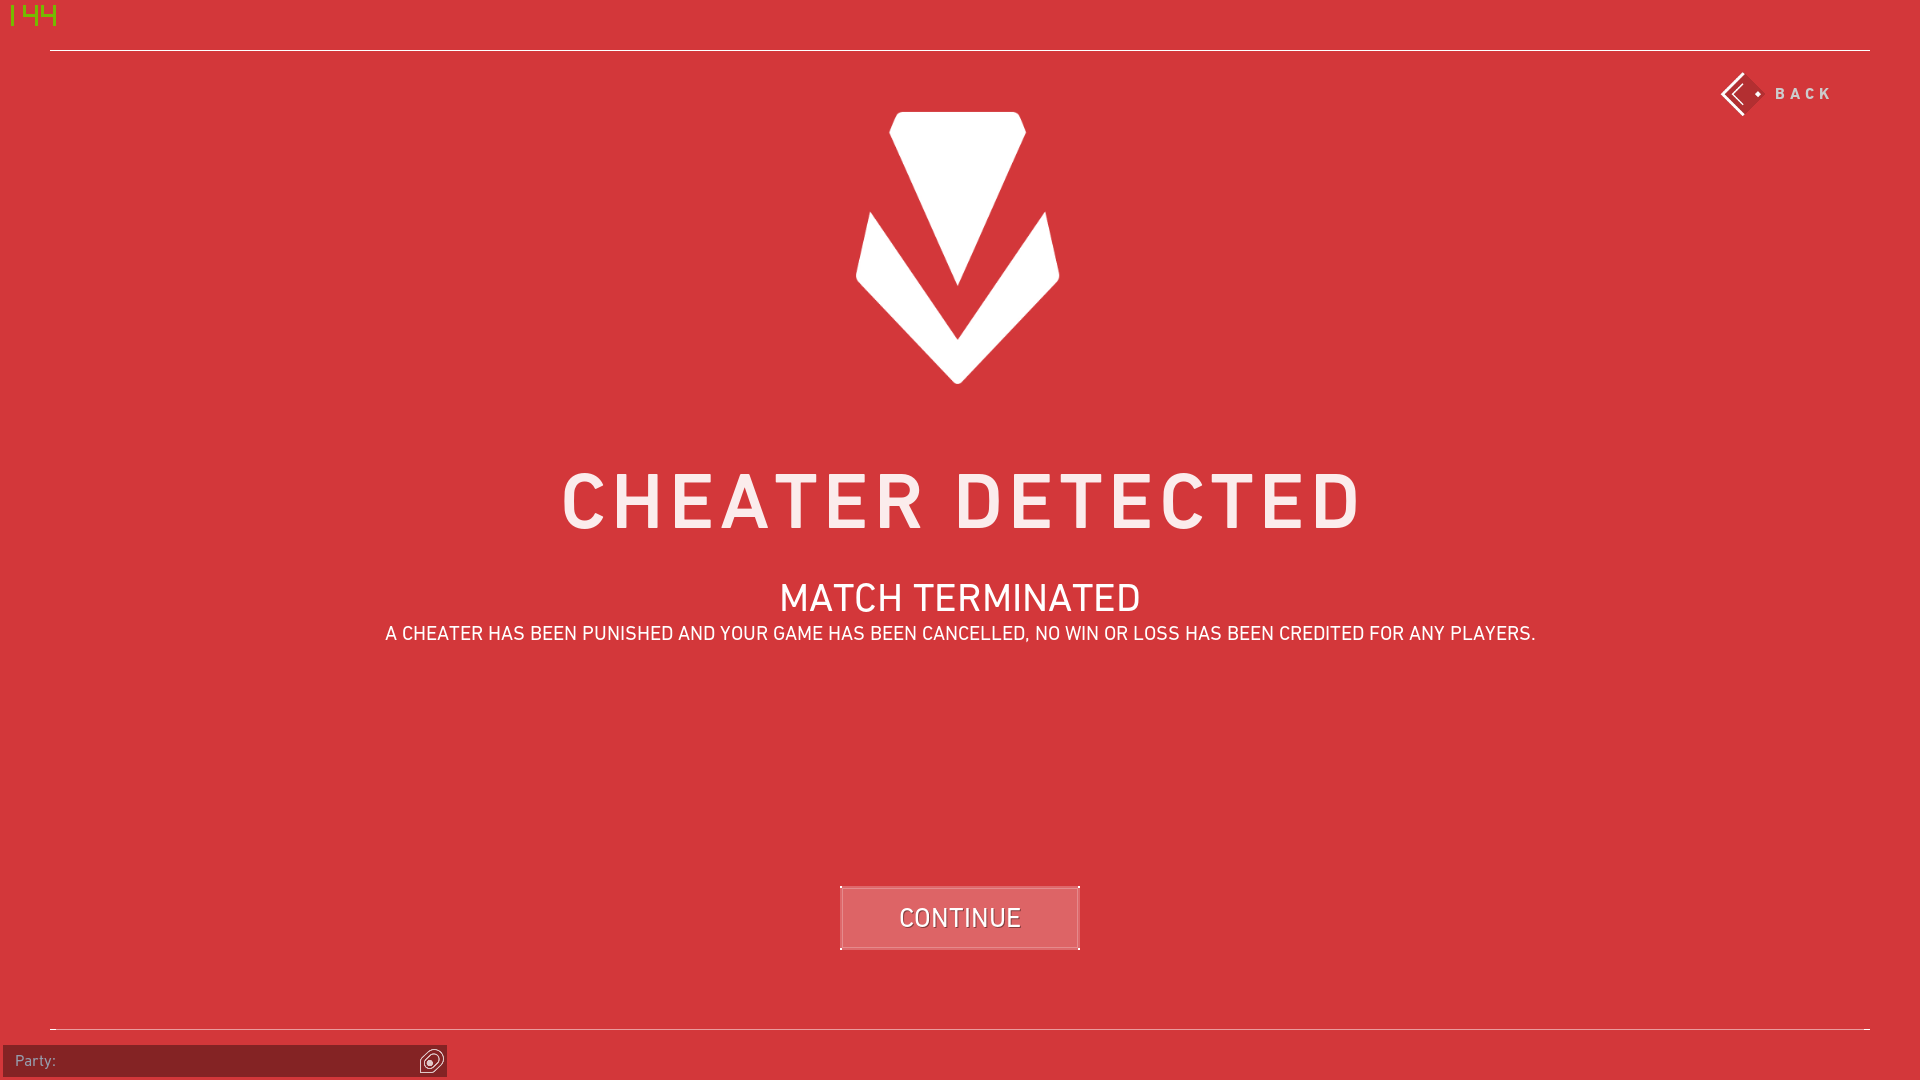 144
BACK
CHEATER DETECTED
MATCH TERMINATED
A CHEATER HAS BEEN PUNISHED AND YOUR GAME HAS BEEN CANCELLED, NO WIN OR LOSS HAS BEEN CREDITED FOR ANY PLAYERS.
CONTINUE
Party: